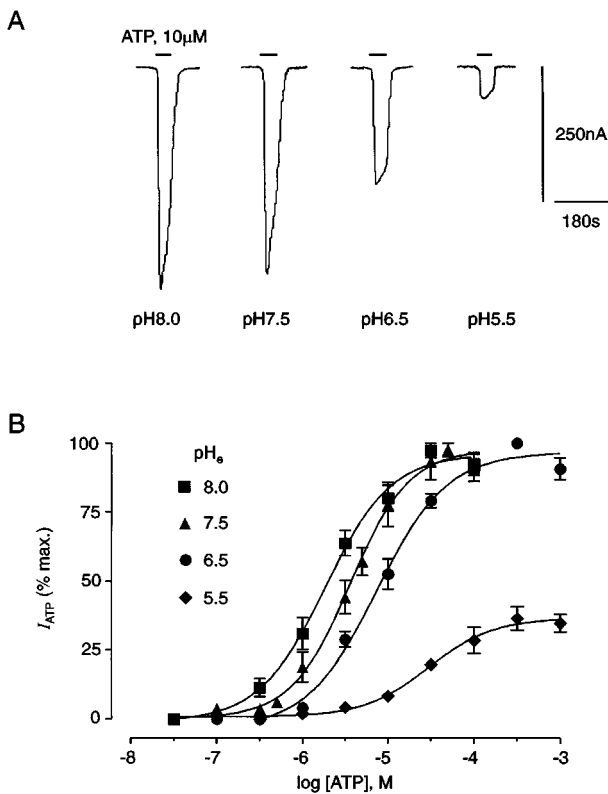 A
ATP, 10μM
250nA
180s
pH8.0 pH7.5 pH6.5 pH5.5
B
100
75
50
25
0
I_ATP (% max.)
pHe
8.0
7.5
6.5
5.5
-8 -7 -6 -5 -4 -3
log [ATP], M